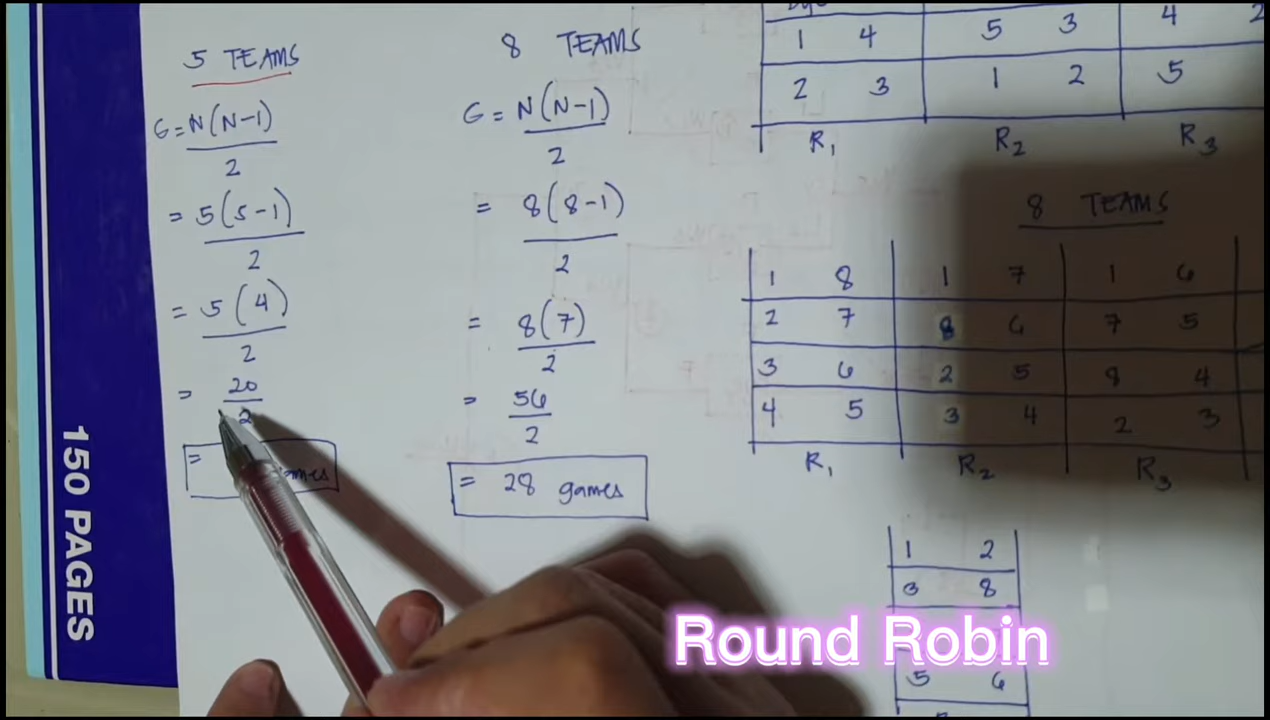 5 TEAMS
G = N(N-1)
2
= 5(5-1)
2
= 5(4)
2
= 20
2
=
8 TEAMS
G = N(N-1)
2
= 8(8-1)
2
= 8(7)
2
= 56
2
= 28 games
1 4 5 3 4 2
2 3 1 2 5
R1 R2 R3
8 TEAMS
1 8 1 7 1 6
2 7 8 6 7 5
3 6 2 5 8 4
4 5 3 4 2 3
R1 R2 R3
1 2
3 8
5 6
Round Robin
150 PAGES